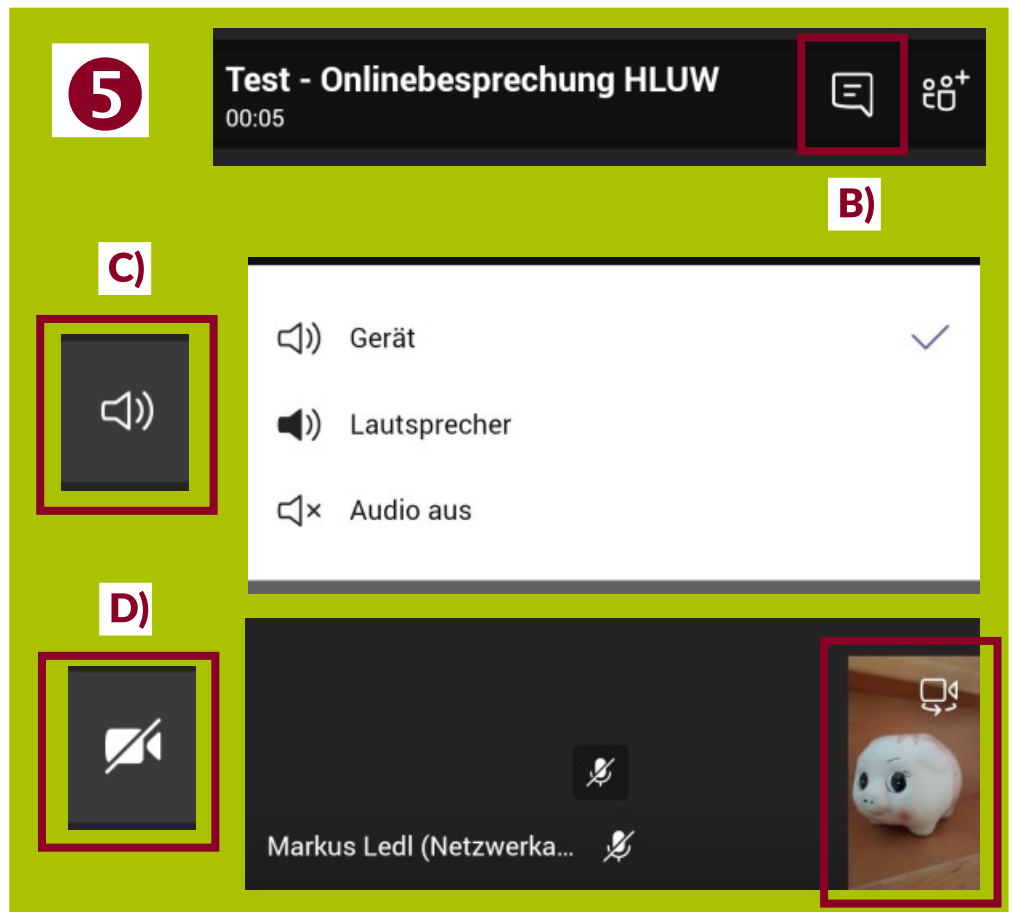 5
Test - Onlinebesprechung HLUW
00:05
B)
C)
Gerät
Lautsprecher
Audio aus
D)
Markus Ledl (Netzwerka...